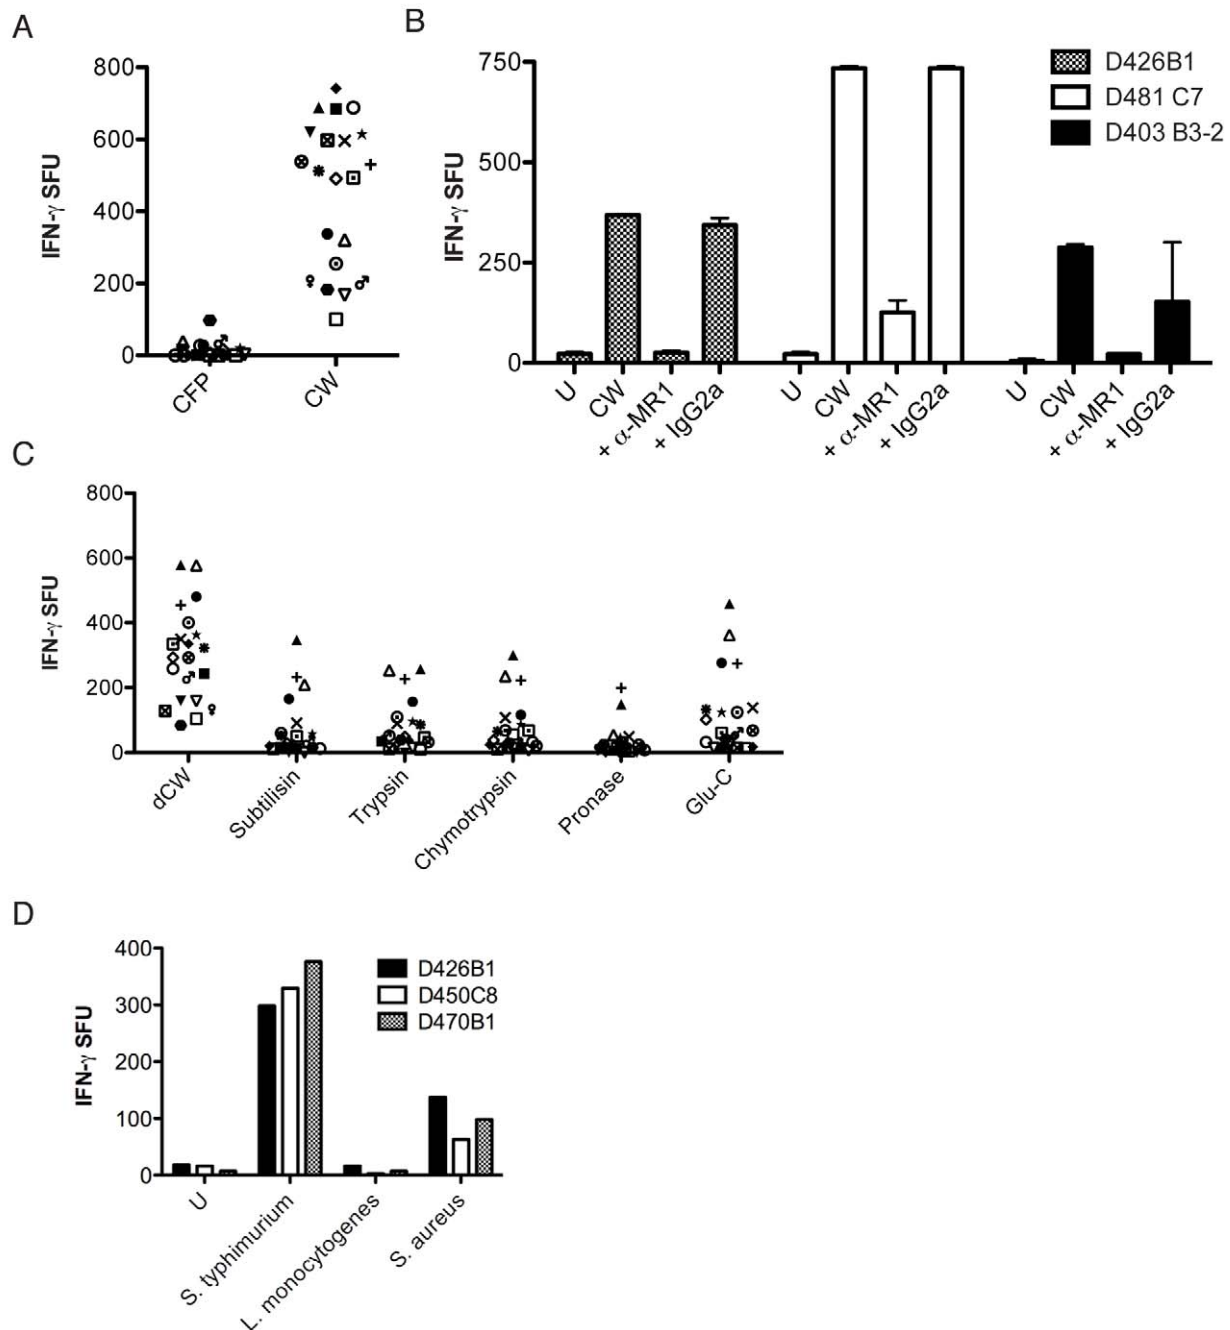 A
IFN-γ SFU
800
600
400
200
0
CFP
CW
B
IFN-γ SFU
750
500
250
0
U
CW
+ α-MR1
+ IgG2a
U
CW
+ α-MR1
+ IgG2a
U
CW
+ α-MR1
+ IgG2a
D426B1
D481 C7
D403 B3-2
C
IFN-γ SFU
800
600
400
200
0
dCW
Subtilisin
Trypsin
Chymotrypsin
Pronase
Glu-C
D
IFN-γ SFU
400
300
200
100
0
U
S. typhimurium
L. monocytogenes
S. aureus
D426B1
D450C8
D470B1